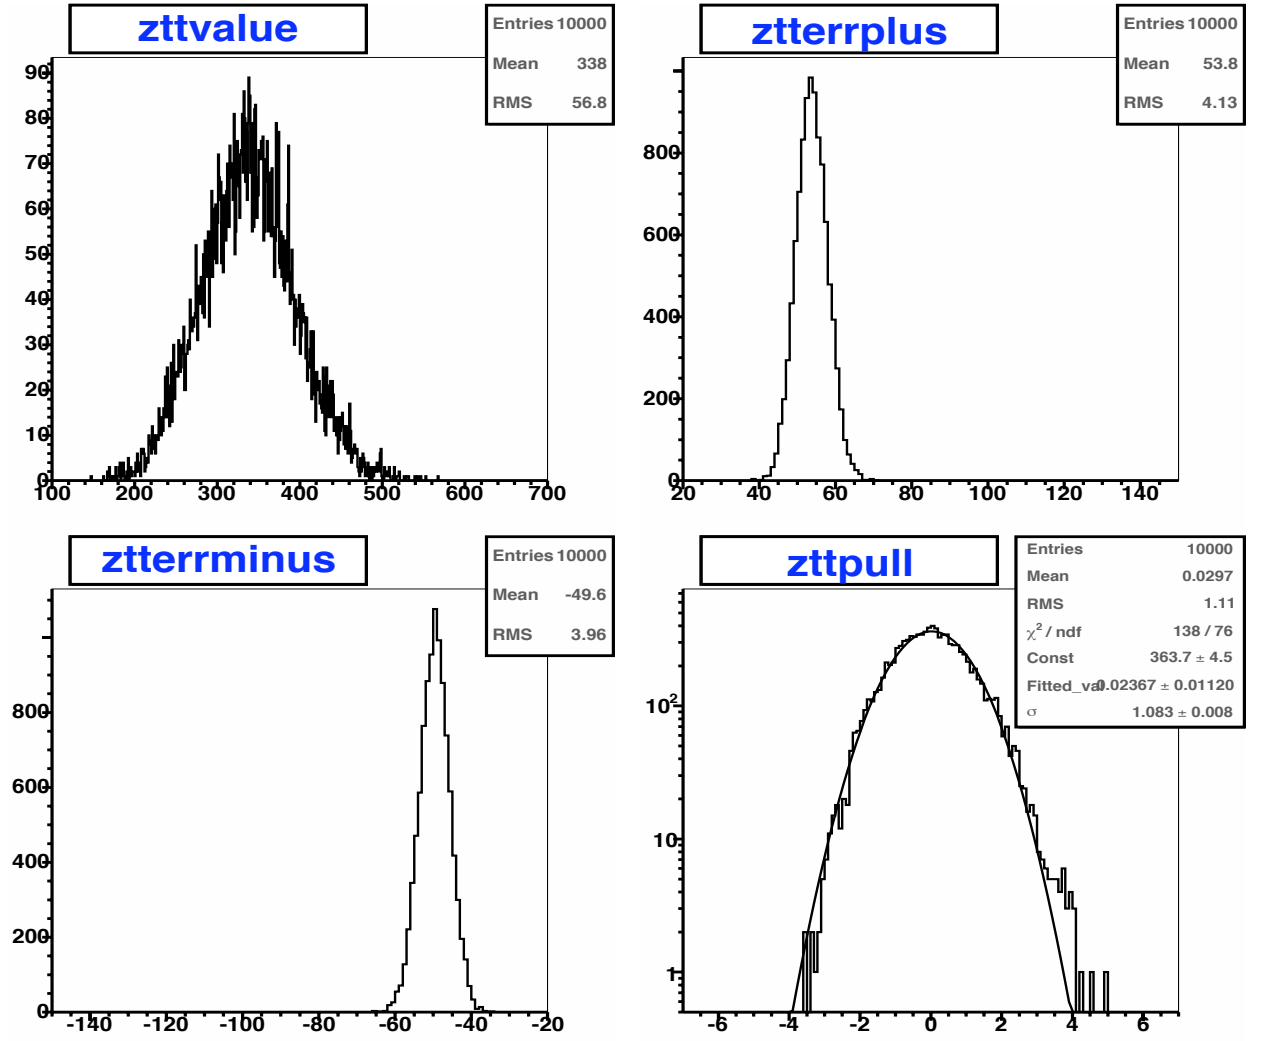 zttvalue
Entries 10000
Mean 338
RMS 56.8
90
80
70
60
50
40
30
20
10
0
100 200 300 400 500 600 700
ztterrplus
Entries 10000
Mean 53.8
RMS 4.13
800
600
400
200
0
20 40 60 80 100 120 140
ztterrminus
Entries 10000
Mean -49.6
RMS 3.96
800
600
400
200
0
-140 -120 -100 -80 -60 -40 -20
zttpull
Entries 10000
Mean 0.0297
RMS 1.11
χ² / ndf 138 / 76
Const 363.7 ± 4.5
Fitted_val 0.02367 ± 0.01120
σ 1.083 ± 0.008
10²
10
1
-6 -4 -2 0 2 4 6